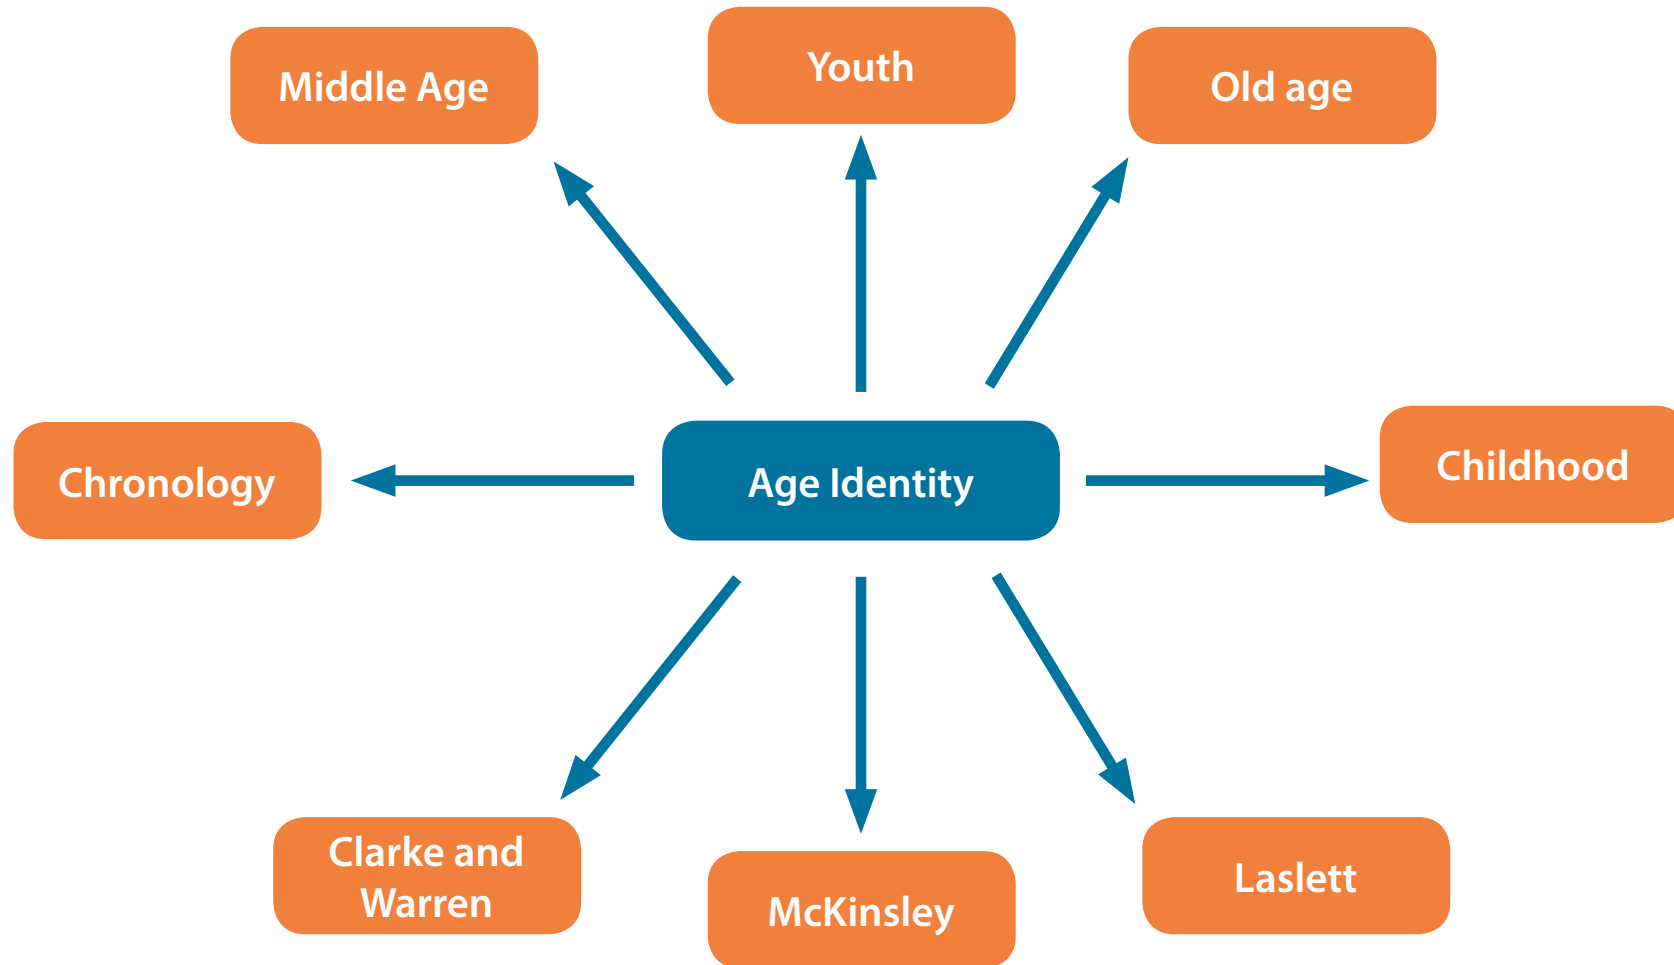 Middle Age
Youth
Old age
Chronology
Age Identity
Childhood
Clarke and
Warren
McKinsley
Laslett